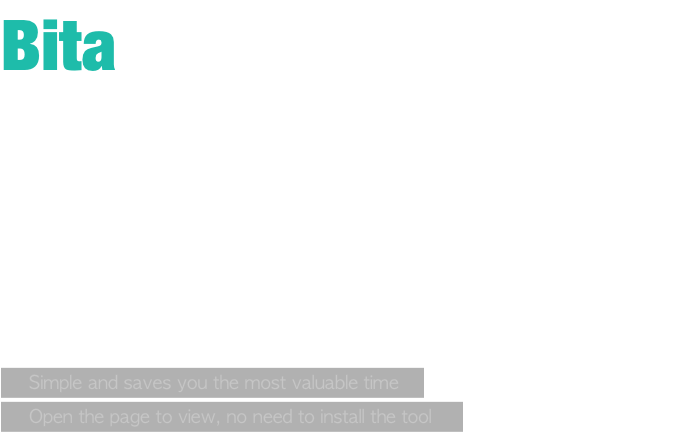 Bita
Simple and saves you the most valuable time
Open the page to view, no need to install the tool